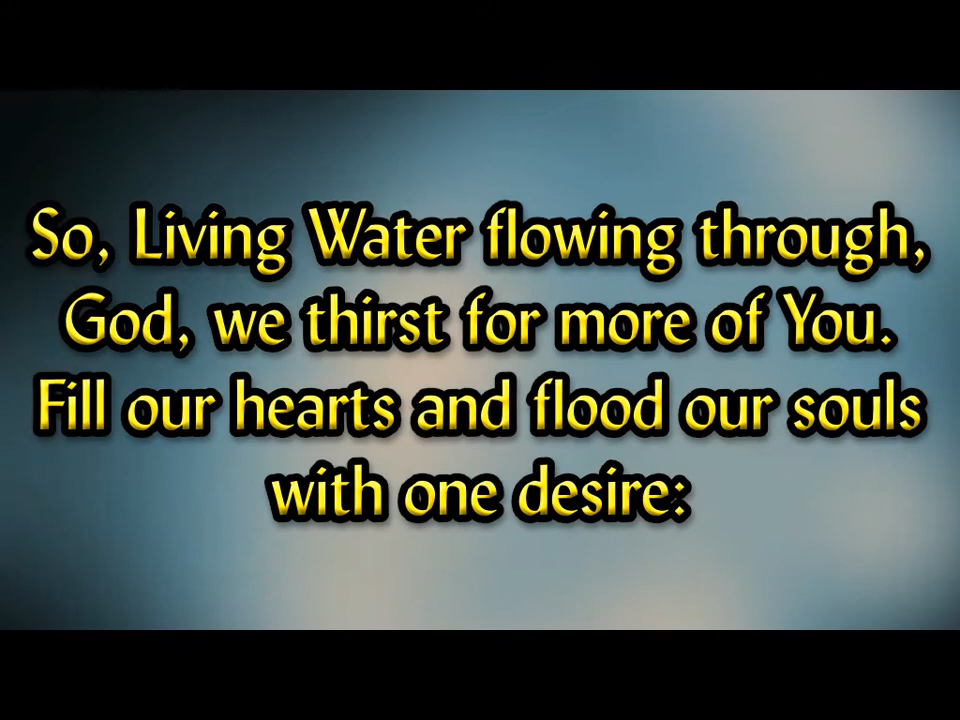 So, Living Water flowing through,
God, we thirst for more of You.
Fill our hearts and flood our souls
with one desire: